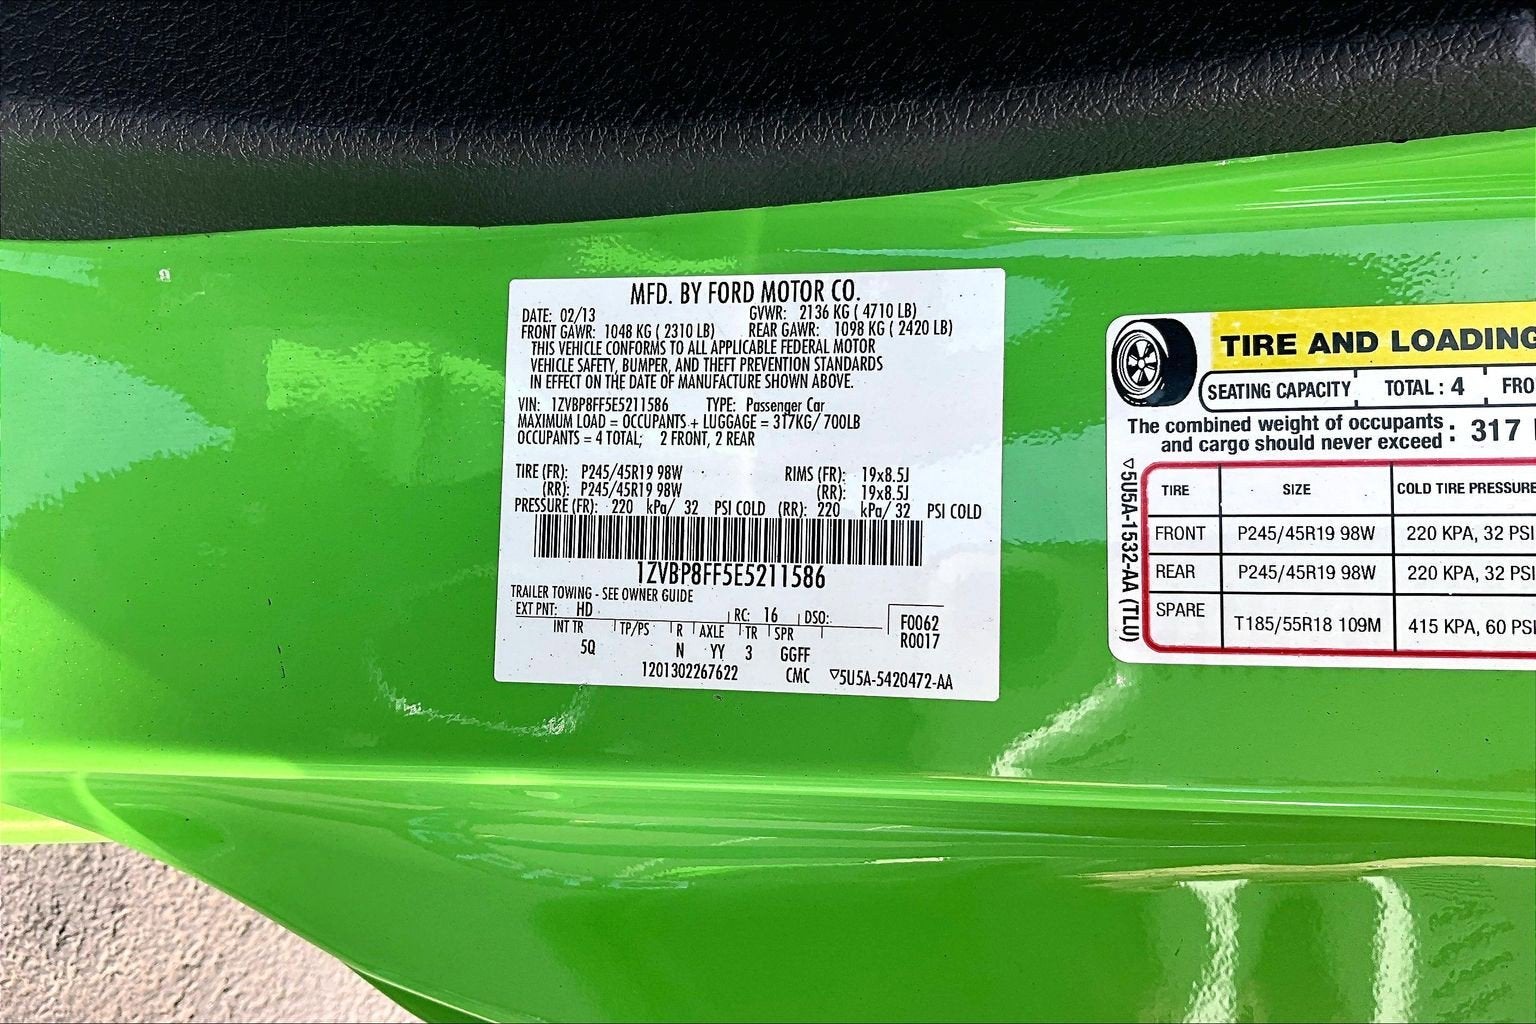 MFD. BY FORD MOTOR CO.
DATE: 02/13 GVWR: 2136 KG ( 4710 LB)
FRONT GAWR: 1048 KG ( 2310 LB) REAR GAWR: 1098 KG ( 2420 LB)
THIS VEHICLE CONFORMS TO ALL APPLICABLE FEDERAL MOTOR
VEHICLE SAFETY, BUMPER, AND THEFT PREVENTION STANDARDS
IN EFFECT ON THE DATE OF MANUFACTURE SHOWN ABOVE.
VIN: 1ZVBP8FF5E5211586 TYPE: Passenger Car
MAXIMUM LOAD = OCCUPANTS + LUGGAGE = 317KG/ 700LB
OCCUPANTS = 4 TOTAL; 2 FRONT, 2 REAR
TIRE (FR): P245/45R19 98W RIMS (FR): 19x8.5J
(RR): P245/45R19 98W (RR): 19x8.5J
PRESSURE (FR): 220 kPa/ 32 PSI COLD (RR): 220 kPa/ 32 PSI COLD
1ZVBP8FF5E5211586
TRAILER TOWING - SEE OWNER GUIDE
EXT PNT: HD RC: 16 DSO:
INT TR TP/PS R AXLE TR SPR F0062
5Q N YY 3 GGFF R0017
1201302267622 CMC ▽5U5A-5420472-AA
TIRE AND LOADING
SEATING CAPACITY TOTAL : 4 FRO
The combined weight of occupants
and cargo should never exceed : 317
▽5U5A-1532-AA (TLU)
TIRE SIZE COLD TIRE PRESSURE
FRONT P245/45R19 98W 220 KPA, 32 PSI
REAR P245/45R19 98W 220 KPA, 32 PSI
SPARE T185/55R18 109M 415 KPA, 60 PSI